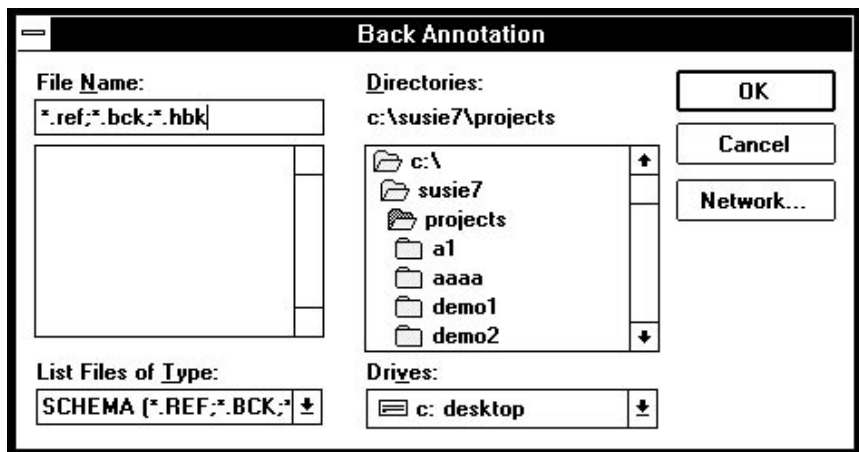 Back Annotation
File Name:
*.ref;*.bck;*.hbk
List Files of Type:
SCHEMA (*.REF;*.BCK;*
Directories:
c:\susie7\projects
c:\
susie7
projects
a1
aaaa
demo1
demo2
Drives:
c: desktop
OK
Cancel
Network...